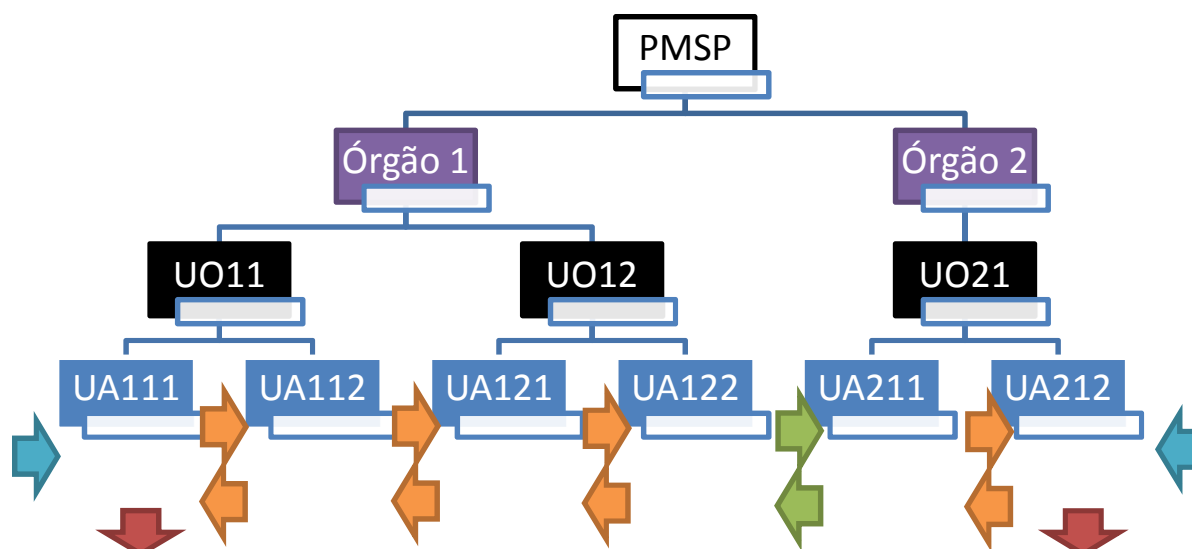 PMSP
Órgão 1
Órgão 2
UO11
UO12
UO21
UA111
UA112
UA121
UA122
UA211
UA212